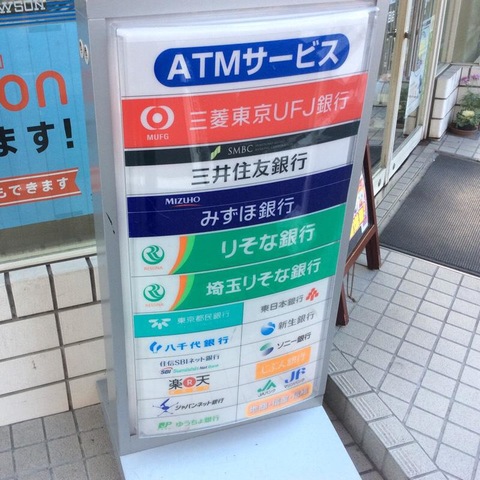 ATMサービス
MUFG
三菱東京UFJ銀行
SMBC
三井住友銀行
MIZUHO
みずほ銀行
RESONA
りそな銀行
RESONA
埼玉りそな銀行
東京都民銀行
東日本銀行
八千代銀行
新生銀行
住信SBIネット銀行
ソニー銀行
楽天
じぶん銀行
ジャパンネット銀行
JA
JR
ゆうちょ銀行
LAWSON
ます!
もできます